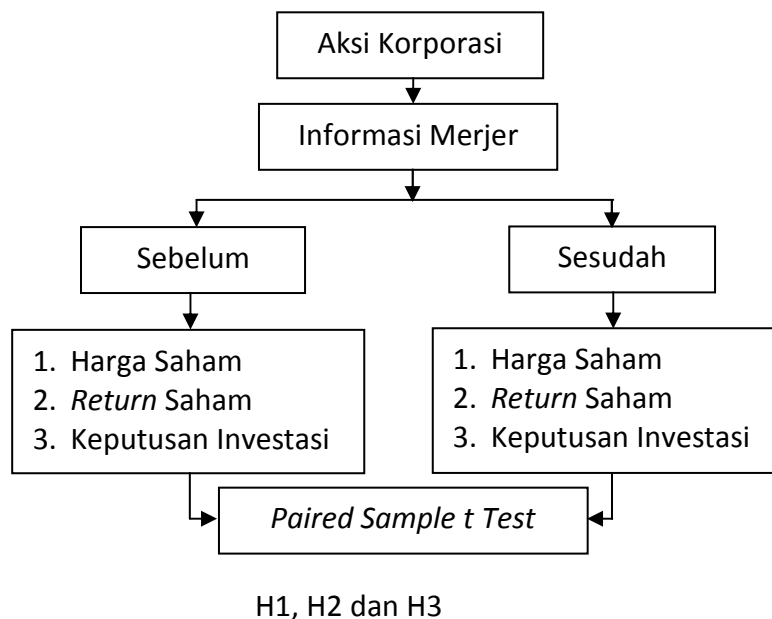 Aksi Korporasi
Informasi Merjer
Sebelum
Sesudah
1. Harga Saham
2. Return Saham
3. Keputusan Investasi
1. Harga Saham
2. Return Saham
3. Keputusan Investasi
Paired Sample t Test
H1, H2 dan H3